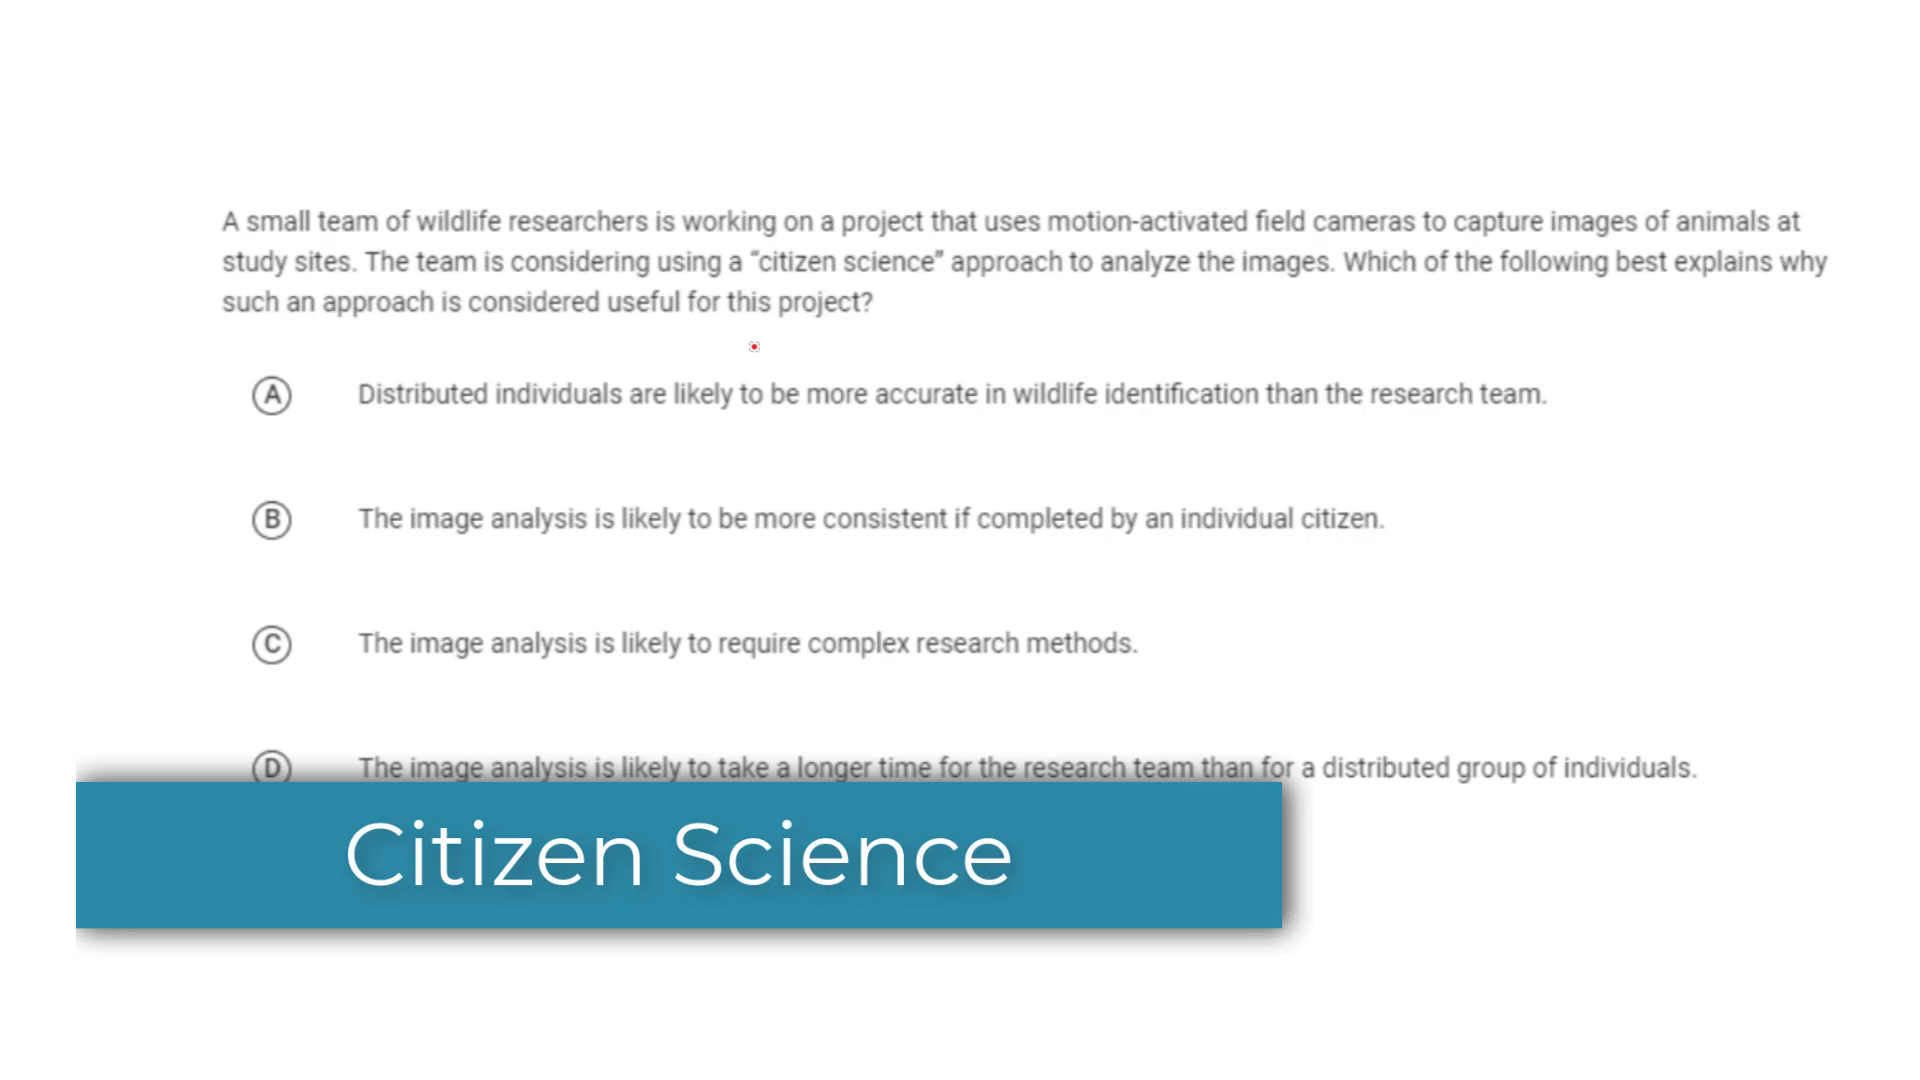 A small team of wildlife researchers is working on a project that uses motion-activated field cameras to capture images of animals at
study sites. The team is considering using a “citizen science” approach to analyze the images. Which of the following best explains why
such an approach is considered useful for this project?
A Distributed individuals are likely to be more accurate in wildlife identification than the research team.
B The image analysis is likely to be more consistent if completed by an individual citizen.
C The image analysis is likely to require complex research methods.
D The image analysis is likely to take a longer time for the research team than for a distributed group of individuals.
Citizen Science